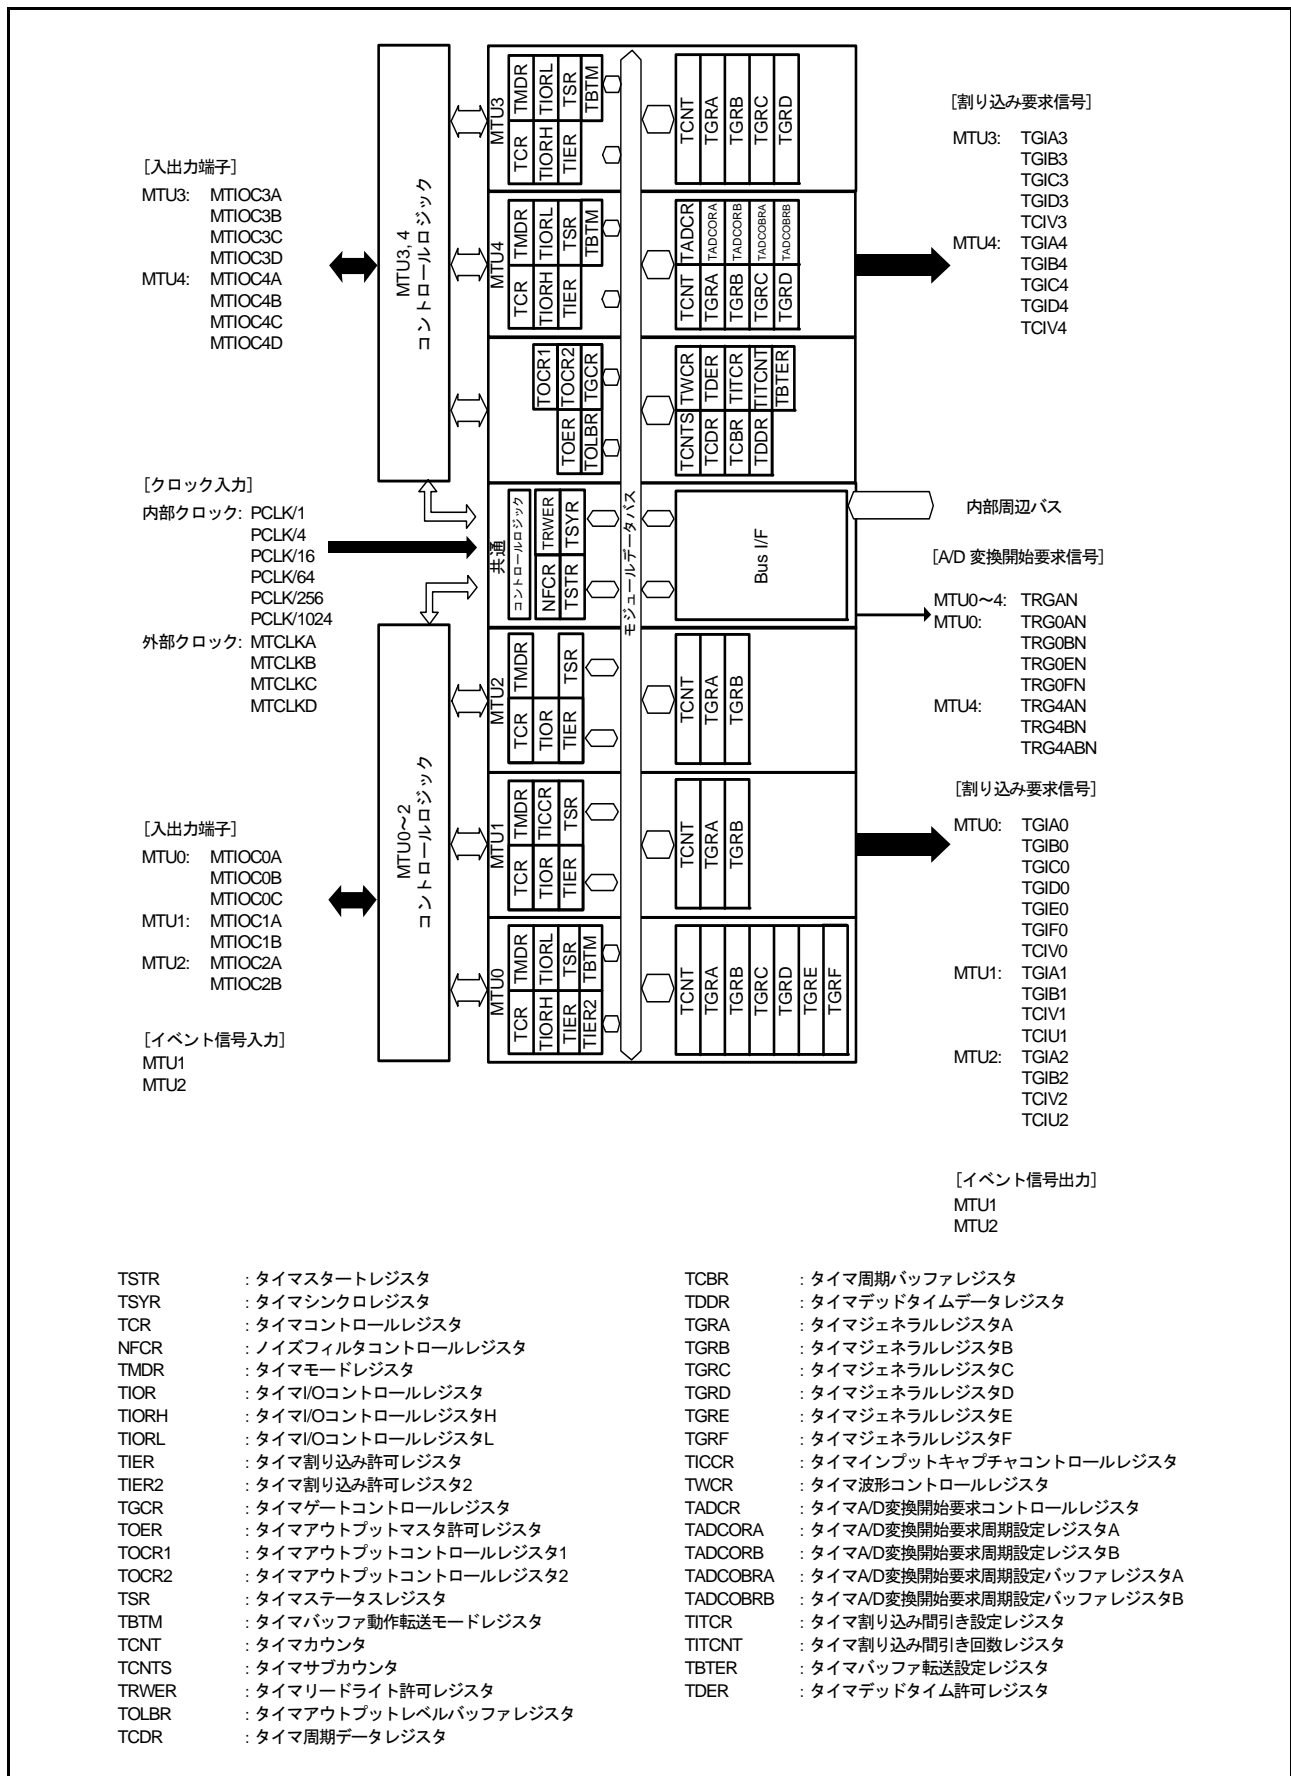 [入出力端子]
MTU3: MTIOC3A
MTIOC3B
MTIOC3C
MTIOC3D
MTU4: MTIOC4A
MTIOC4B
MTIOC4C
MTIOC4D
[クロック入力]
内部クロック: PCLK/1
PCLK/4
PCLK/16
PCLK/64
PCLK/256
PCLK/1024
外部クロック: MTCLKA
MTCLKB
MTCLKC
MTCLKD
[入出力端子]
MTU0: MTIOC0A
MTIOC0B
MTIOC0C
MTU1: MTIOC1A
MTIOC1B
MTU2: MTIOC2A
MTIOC2B
[イベント信号入力]
MTU1
MTU2
MTU3, 4
コントロールロジック
MTU0～2
コントロールロジック
MTU3
TCR TMDR
TIORH TIORL
TIER TSR
TBTM
TCNT
TGRA
TGRB
TGRC
TGRD
MTU4
TCR TMDR
TIORH TIORL
TIER TSR
TBTM
TCNT TADCR
TGRA TADCORA
TGRB TADCORB
TGRC TADCOBRA
TGRD TADCOBRB
TOCR1
TOER TOCR2
TOLBR TGCR
TCNTS TWCR
TCDR TDER
TCBR TITCR
TDDR TITCNT
TBTER
共通
コントロールロジック
NFCR TRWER
TSTR TSYR
モジュールデータバス
Bus I/F
MTU2
TCR TMDR
TIOR
TIER TSR
TCNT
TGRA
TGRB
MTU1
TCR TMDR
TIOR TICCR
TIER TSR
TCNT
TGRA
TGRB
MTU0
TCR TMDR
TIORH TIORL
TIER TSR
TIER2 TBTM
TCNT
TGRA
TGRB
TGRC
TGRD
TGRE
TGRF
[割り込み要求信号]
MTU3: TGIA3
TGIB3
TGIC3
TGID3
TCIV3
MTU4: TGIA4
TGIB4
TGIC4
TGID4
TCIV4
内部周辺バス
[A/D 変換開始要求信号]
MTU0～4: TRGAN
MTU0: TRG0AN
TRG0BN
TRG0EN
TRG0FN
MTU4: TRG4AN
TRG4BN
TRG4ABN
[割り込み要求信号]
MTU0: TGIA0
TGIB0
TGIC0
TGID0
TGIE0
TGIF0
TCIV0
MTU1: TGIA1
TGIB1
TCIV1
TCIU1
MTU2: TGIA2
TGIB2
TCIV2
TCIU2
[イベント信号出力]
MTU1
MTU2
TSTR : タイマスタートレジスタ
TSYR : タイマシンクロレジスタ
TCR : タイマコントロールレジスタ
NFCR : ノイズフィルタコントロールレジスタ
TMDR : タイマモードレジスタ
TIOR : タイマI/Oコントロールレジスタ
TIORH : タイマI/OコントロールレジスタH
TIORL : タイマI/OコントロールレジスタL
TIER : タイマ割り込み許可レジスタ
TIER2 : タイマ割り込み許可レジスタ2
TGCR : タイマゲートコントロールレジスタ
TOER : タイマアウトプットマスタ許可レジスタ
TOCR1 : タイマアウトプットコントロールレジスタ1
TOCR2 : タイマアウトプットコントロールレジスタ2
TSR : タイマステータスレジスタ
TBTM : タイマバッファ動作転送モードレジスタ
TCNT : タイマカウンタ
TCNTS : タイマサブカウンタ
TRWER : タイマリードライト許可レジスタ
TOLBR : タイマアウトプットレベルバッファレジスタ
TCDR : タイマ周期データレジスタ
TCBR : タイマ周期バッファレジスタ
TDDR : タイマデッドタイムデータレジスタ
TGRA : タイマジェネラルレジスタA
TGRB : タイマジェネラルレジスタB
TGRC : タイマジェネラルレジスタC
TGRD : タイマジェネラルレジスタD
TGRE : タイマジェネラルレジスタE
TGRF : タイマジェネラルレジスタF
TICCR : タイマインプットキャプチャコントロールレジスタ
TWCR : タイマ波形コントロールレジスタ
TADCR : タイマA/D変換開始要求コントロールレジスタ
TADCORA : タイマA/D変換開始要求周期設定レジスタA
TADCORB : タイマA/D変換開始要求周期設定レジスタB
TADCOBRA : タイマA/D変換開始要求周期設定バッファレジスタA
TADCOBRB : タイマA/D変換開始要求周期設定バッファレジスタB
TITCR : タイマ割り込み間引き設定レジスタ
TITCNT : タイマ割り込み間引き回数レジスタ
TBTER : タイマバッファ転送設定レジスタ
TDER : タイマデッドタイム許可レジスタ